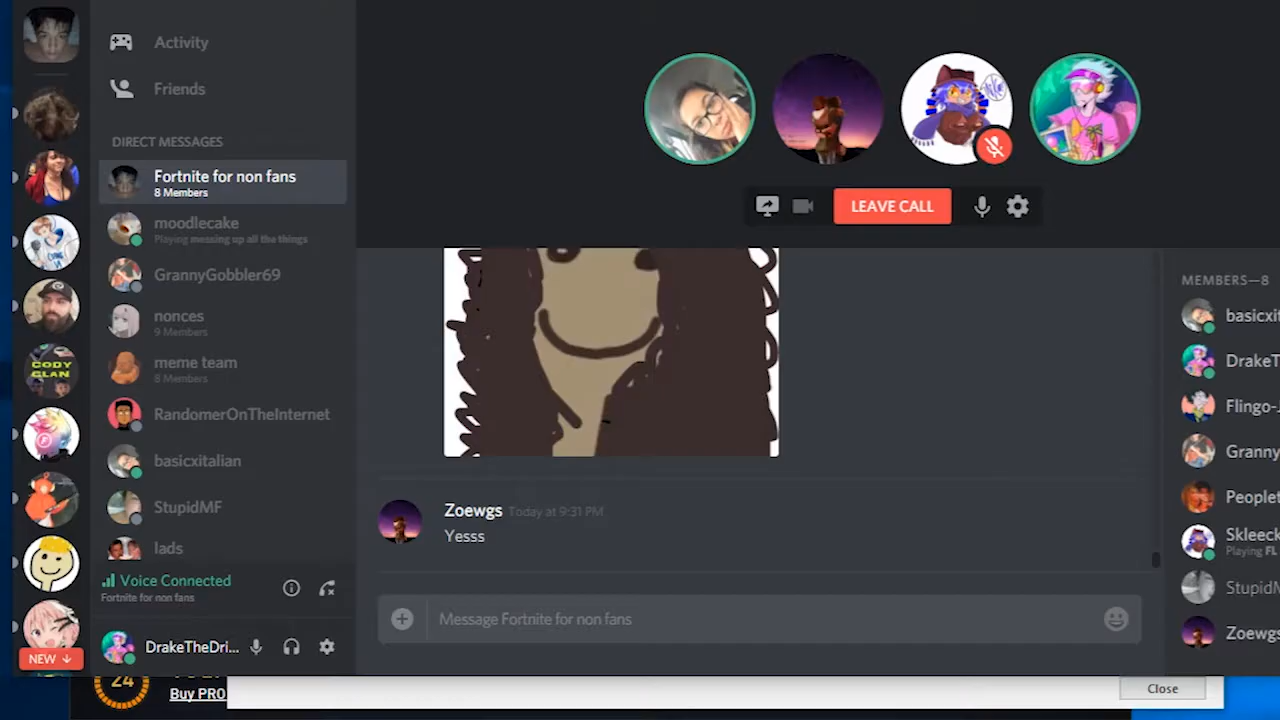 Activity
Friends
DIRECT MESSAGES
Fortnite for non fans
8 Members
moodlecake
Playing messing up all the things
GrannyGobbler69
nonces
9 Members
meme team
8 Members
RandomerOnTheInternet
basicxitalian
StupidMF
lads
Voice Connected
Fortnite for non fans
DrakeTheDri...
NEW
CODY
CLAN
LEAVE CALL
Zoewgs Today at 9:31 PM
Yesss
Message Fortnite for non fans
MEMBERS—8
basicxit
DrakeT
Flingo-
Granny
People
Skleeck
Playing FL
StupidM
Zoewgs
24
Buy PRO
Close